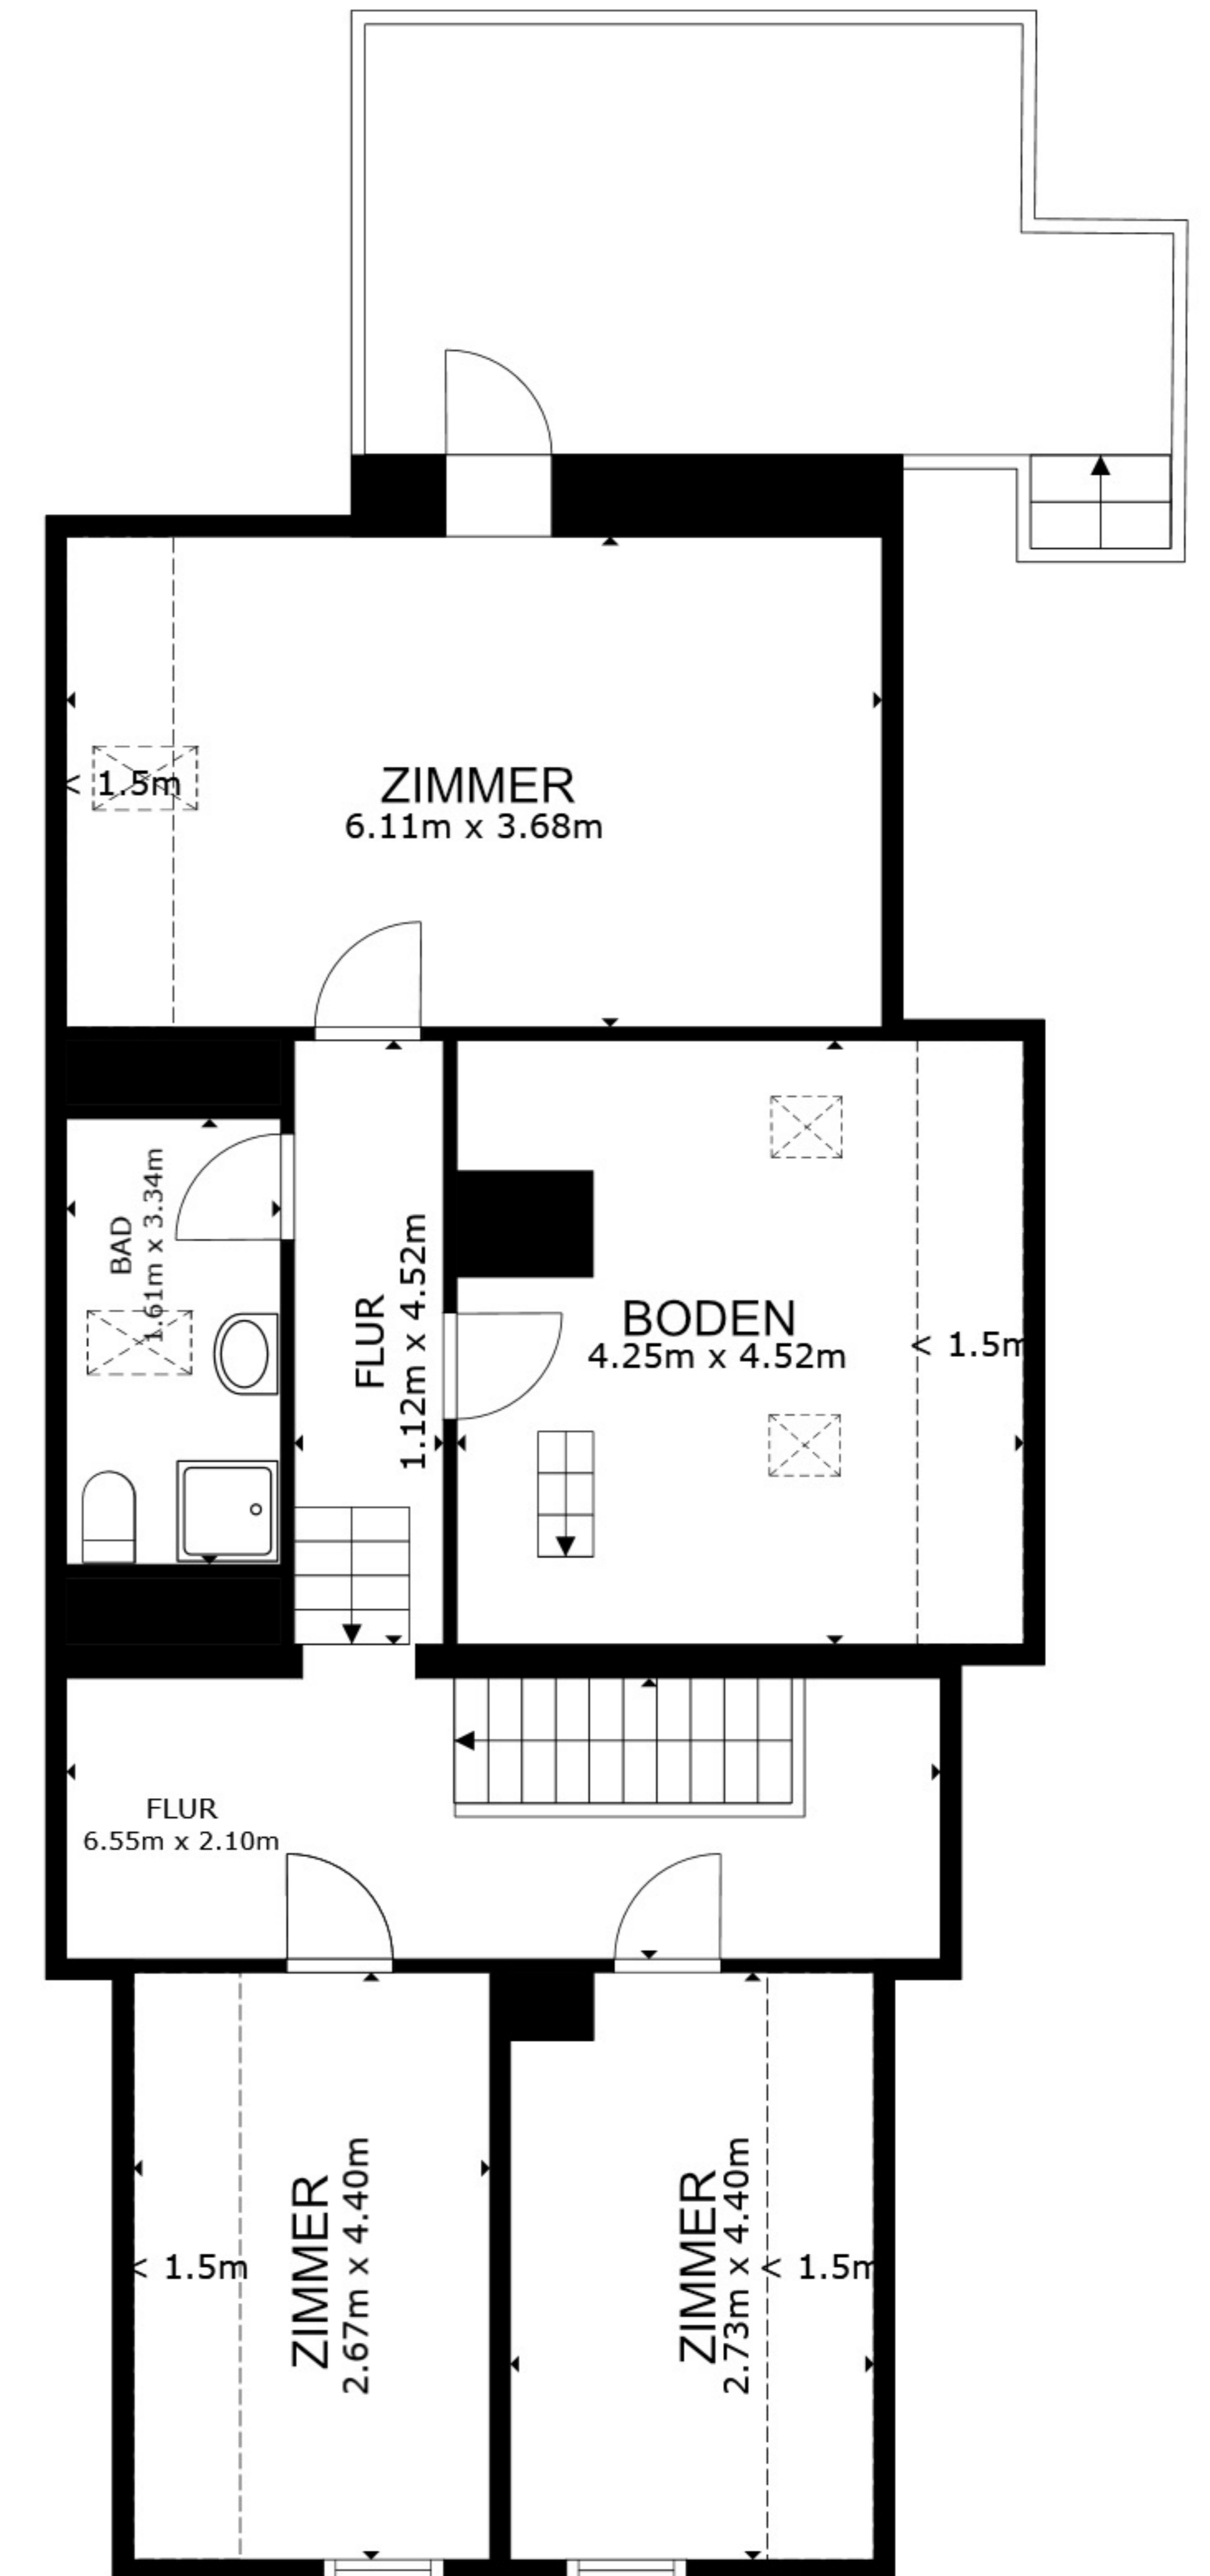 < 1.5m
ZIMMER
6.11m x 3.68m
BAD
1.61m x 3.34m
FLUR
1.12m x 4.52m
BODEN
4.25m x 4.52m
< 1.5m
FLUR
6.55m x 2.10m
< 1.5m
ZIMMER
2.67m x 4.40m
ZIMMER
2.73m x 4.40m
< 1.5m